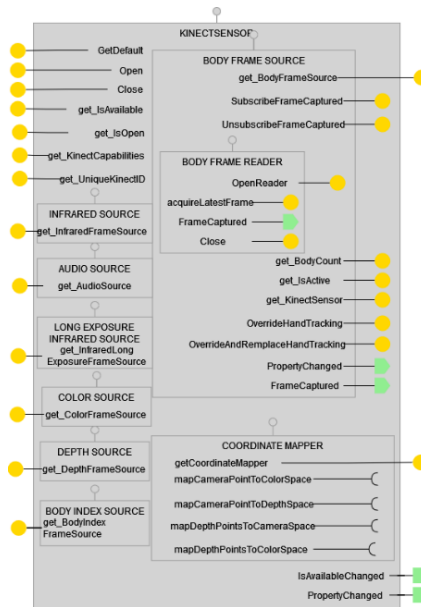 KINECTSENSOR
GetDefault
Open
Close
get_IsAvailable
get_IsOpen
get_KinectCapabilities
get_UniqueKinectID
INFRARED SOURCE
get_InfraredFrameSource
AUDIO SOURCE
get_AudioSource
LONG EXPOSURE
INFRARED SOURCE
get_InfraredLong
ExposureFrameSource
COLOR SOURCE
get_ColorFrameSource
DEPTH SOURCE
get_DepthFrameSource
BODY INDEX SOURCE
get_BodyIndex
FrameSource
BODY FRAME SOURCE
get_BodyFrameSource
SubscribeFrameCaptured
UnsubscribeFrameCaptured
BODY FRAME READER
OpenReader
acquireLatestFrame
FrameCaptured
Close
get_BodyCount
get_IsActive
get_KinectSensor
OverrideHandTracking
OverrideAndRemplaceHandTracking
PropertyChanged
FrameCaptured
COORDINATE MAPPER
getCoordinateMapper
mapCameraPointToColorSpace
mapCameraPointToDepthSpace
mapDepthPointsToCameraSpace
mapDepthPointsToColorSpace
IsAvailableChanged
PropertyChanged